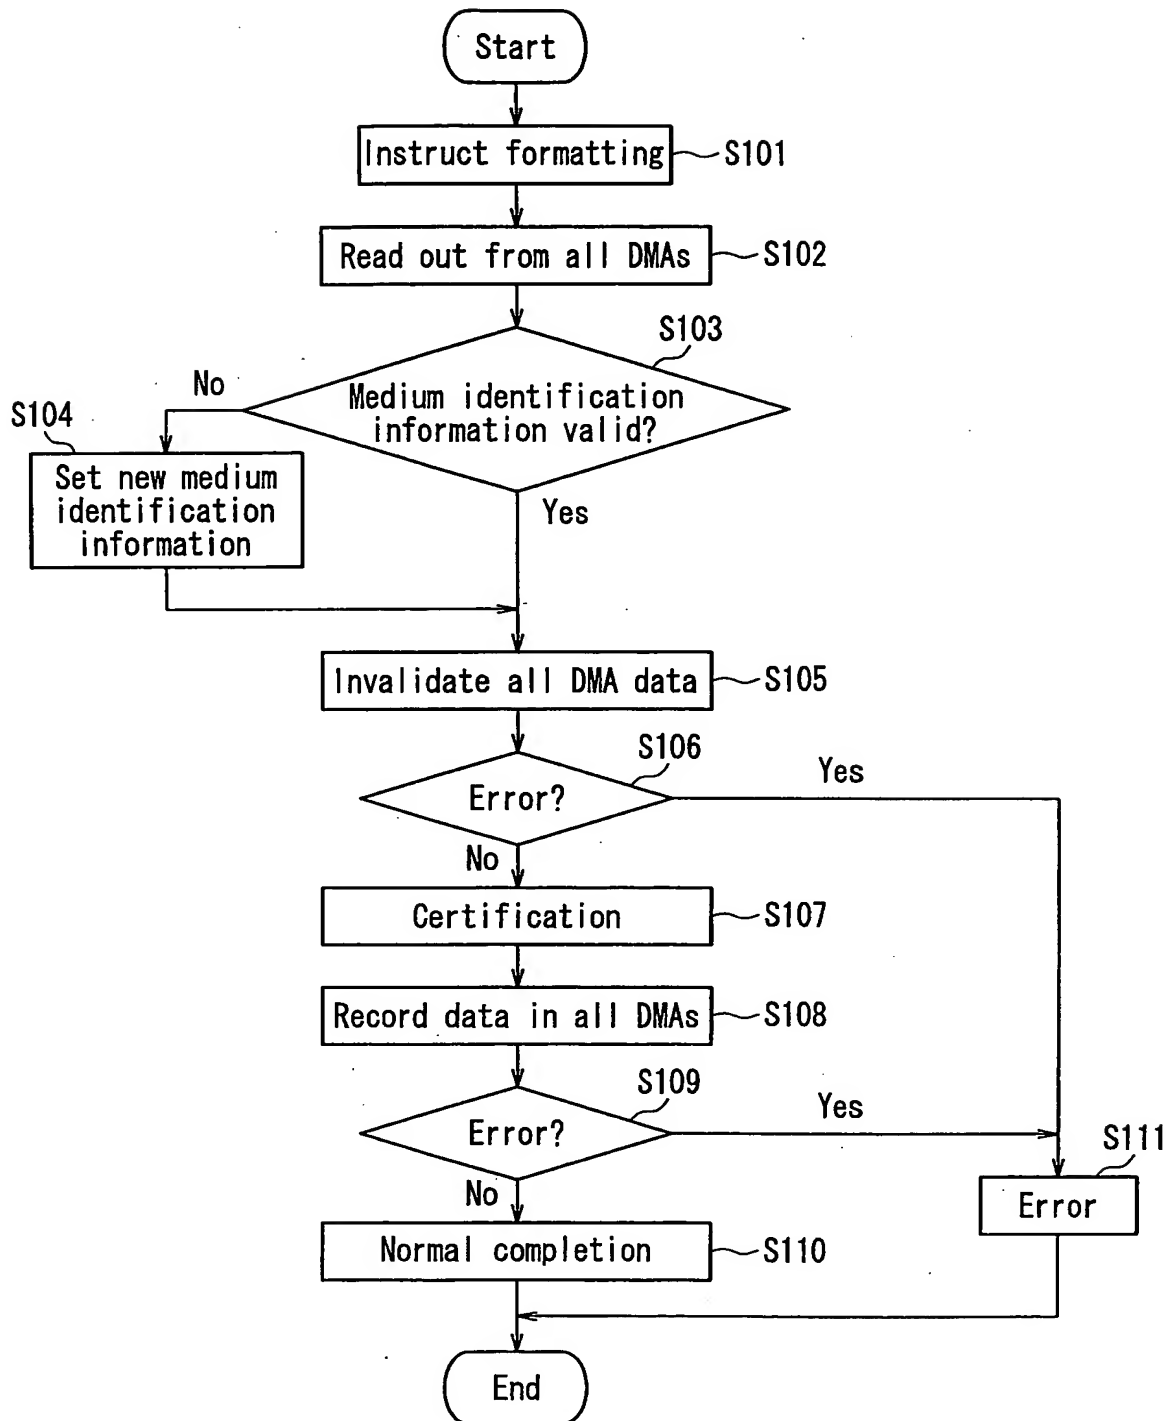 Start
Instruct formatting
S101
Read out from all DMAs
S102
S103
Medium identification
information valid?
No
S104
Set new medium
identification
information
Yes
Invalidate all DMA data
S105
S106
Error?
Yes
No
Certification
S107
Record data in all DMAs
S108
S109
Error?
Yes
No
S111
Error
Normal completion
S110
End